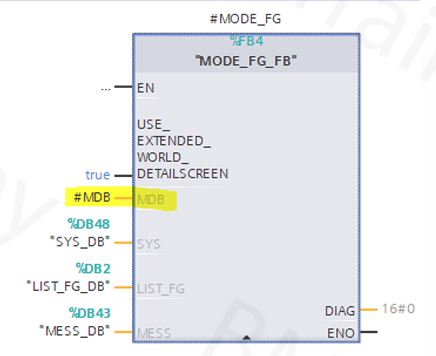 #MODE_FG
%FB4
"MODE_FG_FB"
... EN
USE_
EXTENDED_
WORLD_
true DETAILSCREEN
#MDB MDB
%DB48
"SYS_DB" SYS
%DB2
"LIST_FG_DB" LIST_FG
%DB43
"MESS_DB" MESS
DIAG 16#0
ENO